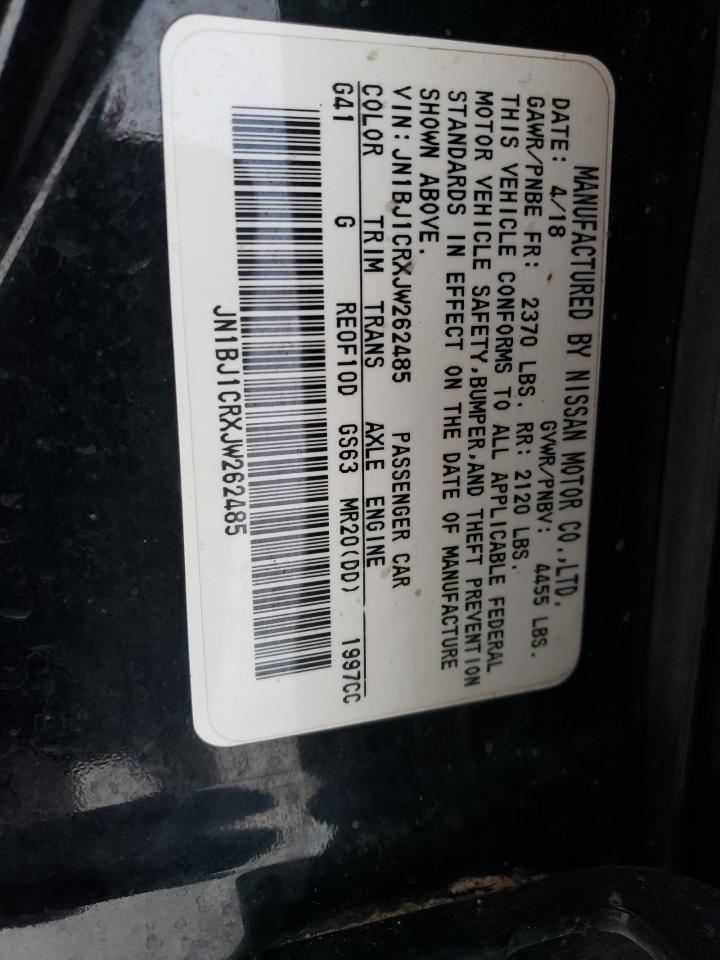 MANUFACTURED BY NISSAN MOTOR CO.,LTD.
DATE: 4/18 GVWR/PNBV: 4455 LBS.
GAWR/PNBE FR: 2370 LBS. RR: 2120 LBS.
THIS VEHICLE CONFORMS TO ALL APPLICABLE FEDERAL
MOTOR VEHICLE SAFETY,BUMPER,AND THEFT PREVENTION
STANDARDS IN EFFECT ON THE DATE OF MANUFACTURE
SHOWN ABOVE.
VIN: JN1BJ1CRXJW262485 PASSENGER CAR
COLOR TRIM TRANS AXLE ENGINE
G41 G RE0F10D GS63 MR20(DD) 1997CC
JN1BJ1CRXJW262485